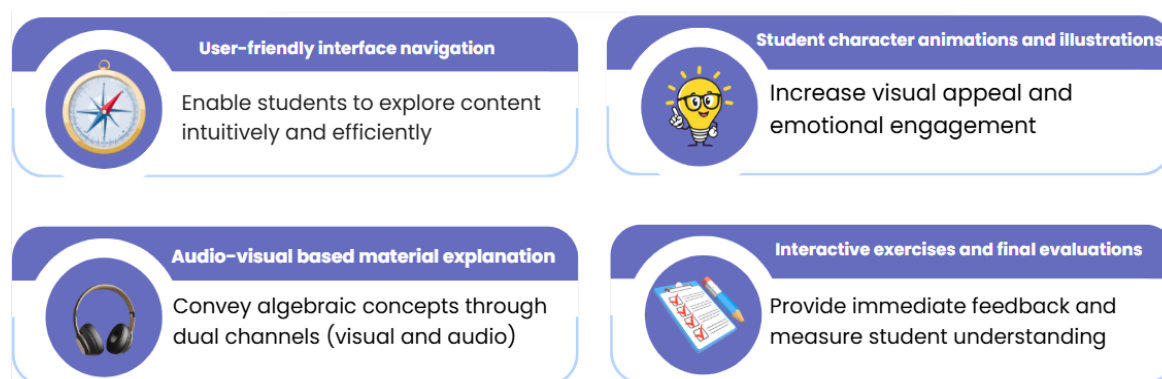 User-friendly interface navigation
Enable students to explore content
intuitively and efficiently
Student character animations and illustrations
Increase visual appeal and
emotional engagement
Audio-visual based material explanation
Convey algebraic concepts through
dual channels (visual and audio)
Interactive exercises and final evaluations
Provide immediate feedback and
measure student understanding